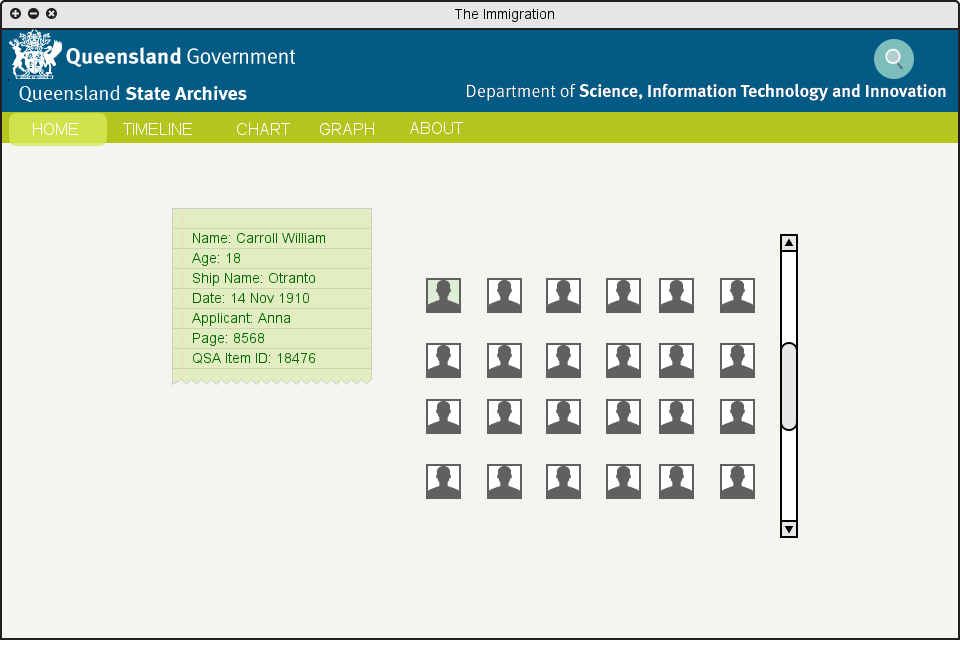 The Immigration
Queensland Government
Queensland State Archives
Department of Science, Information Technology and Innovation
HOME TIMELINE CHART GRAPH ABOUT
Name: Carroll William
Age: 18
Ship Name: Otranto
Date: 14 Nov 1910
Applicant: Anna
Page: 8568
QSA Item ID: 18476